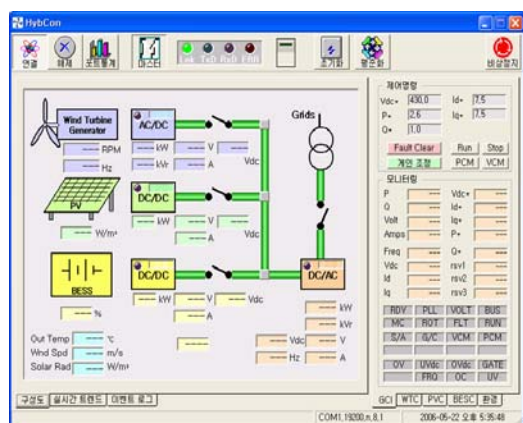 HybCon
연결 해제 포트통계 마스터 Lnk TxD RxD ERR 초기화 평준화 비상정지
Wind Turbine Generator
AC/DC
Grids
RPM
Hz
kW V
kVr A
Vdc
PV
DC/DC
kW V
A
Vdc
W/m²
BESS
DC/DC
DC/AC
kW V Vdc
A
%
kW
kVr
Vdc V
Hz A
Out Temp ℃
Wnd Spd m/s
Solar Rad W/m²
제어명령
Vdc* 430,0 Id* 7,5
P* 2,6 Iq* 7,5
Q* 1,0
Fault Clear Run Stop
게인 조정 PCM VCM
모니터링
P Vdc*
Q Id*
Volt Iq*
Amps P*
Freq Q*
Vdc rsv1
Id rsv2
Iq rsv3
RDY PLL VOLT BUS
MC ROT FLT RUN
S/A G/C VCM PCM
OV UVdc OVdc GATE
FRQ OC UV
구성도 실시간 트렌드 이벤트 로그
GCI WTC PVC BESC 환경
COM1,19200,n,8,1 2006-05-22 오후 5:35:48